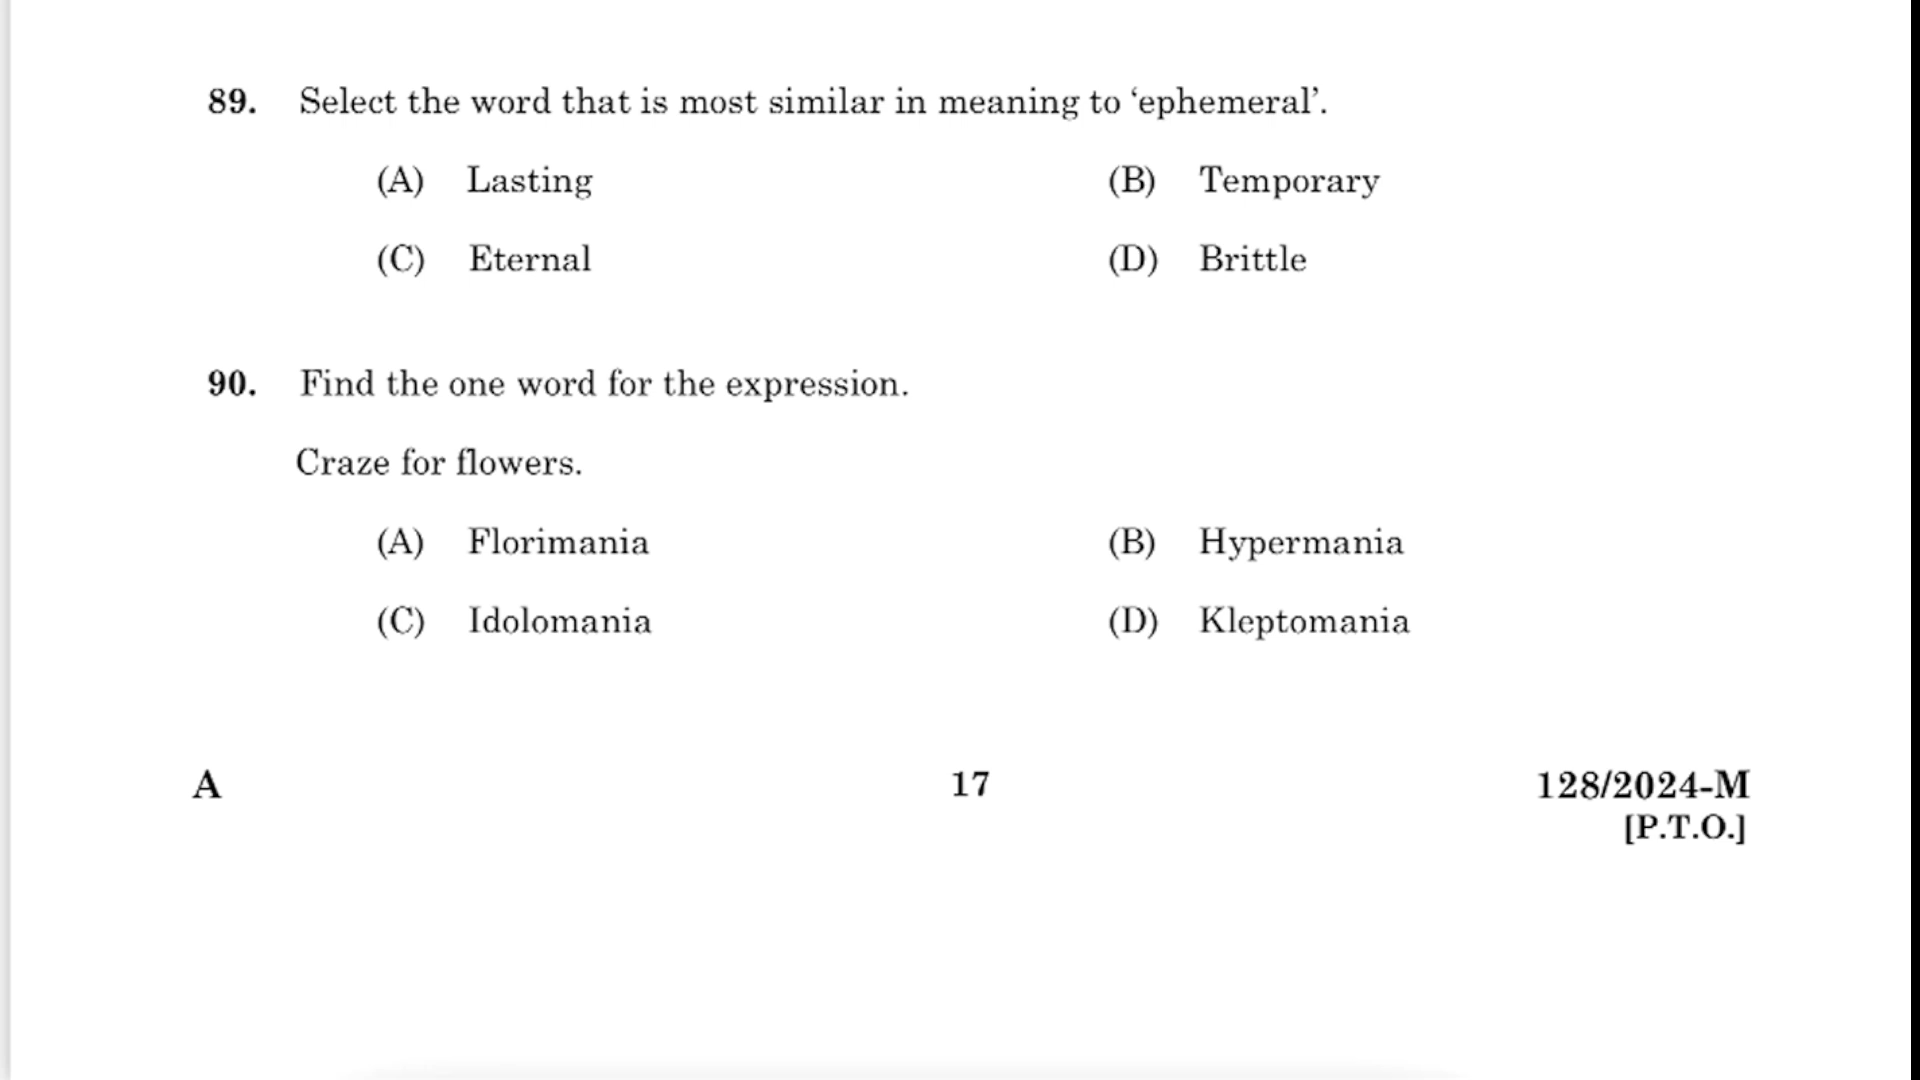 89. Select the word that is most similar in meaning to ‘ephemeral’.
(A) Lasting (B) Temporary
(C) Eternal (D) Brittle
90. Find the one word for the expression.
Craze for flowers.
(A) Florimania (B) Hypermania
(C) Idolomania (D) Kleptomania
A 17 128/2024-M
[P.T.O.]